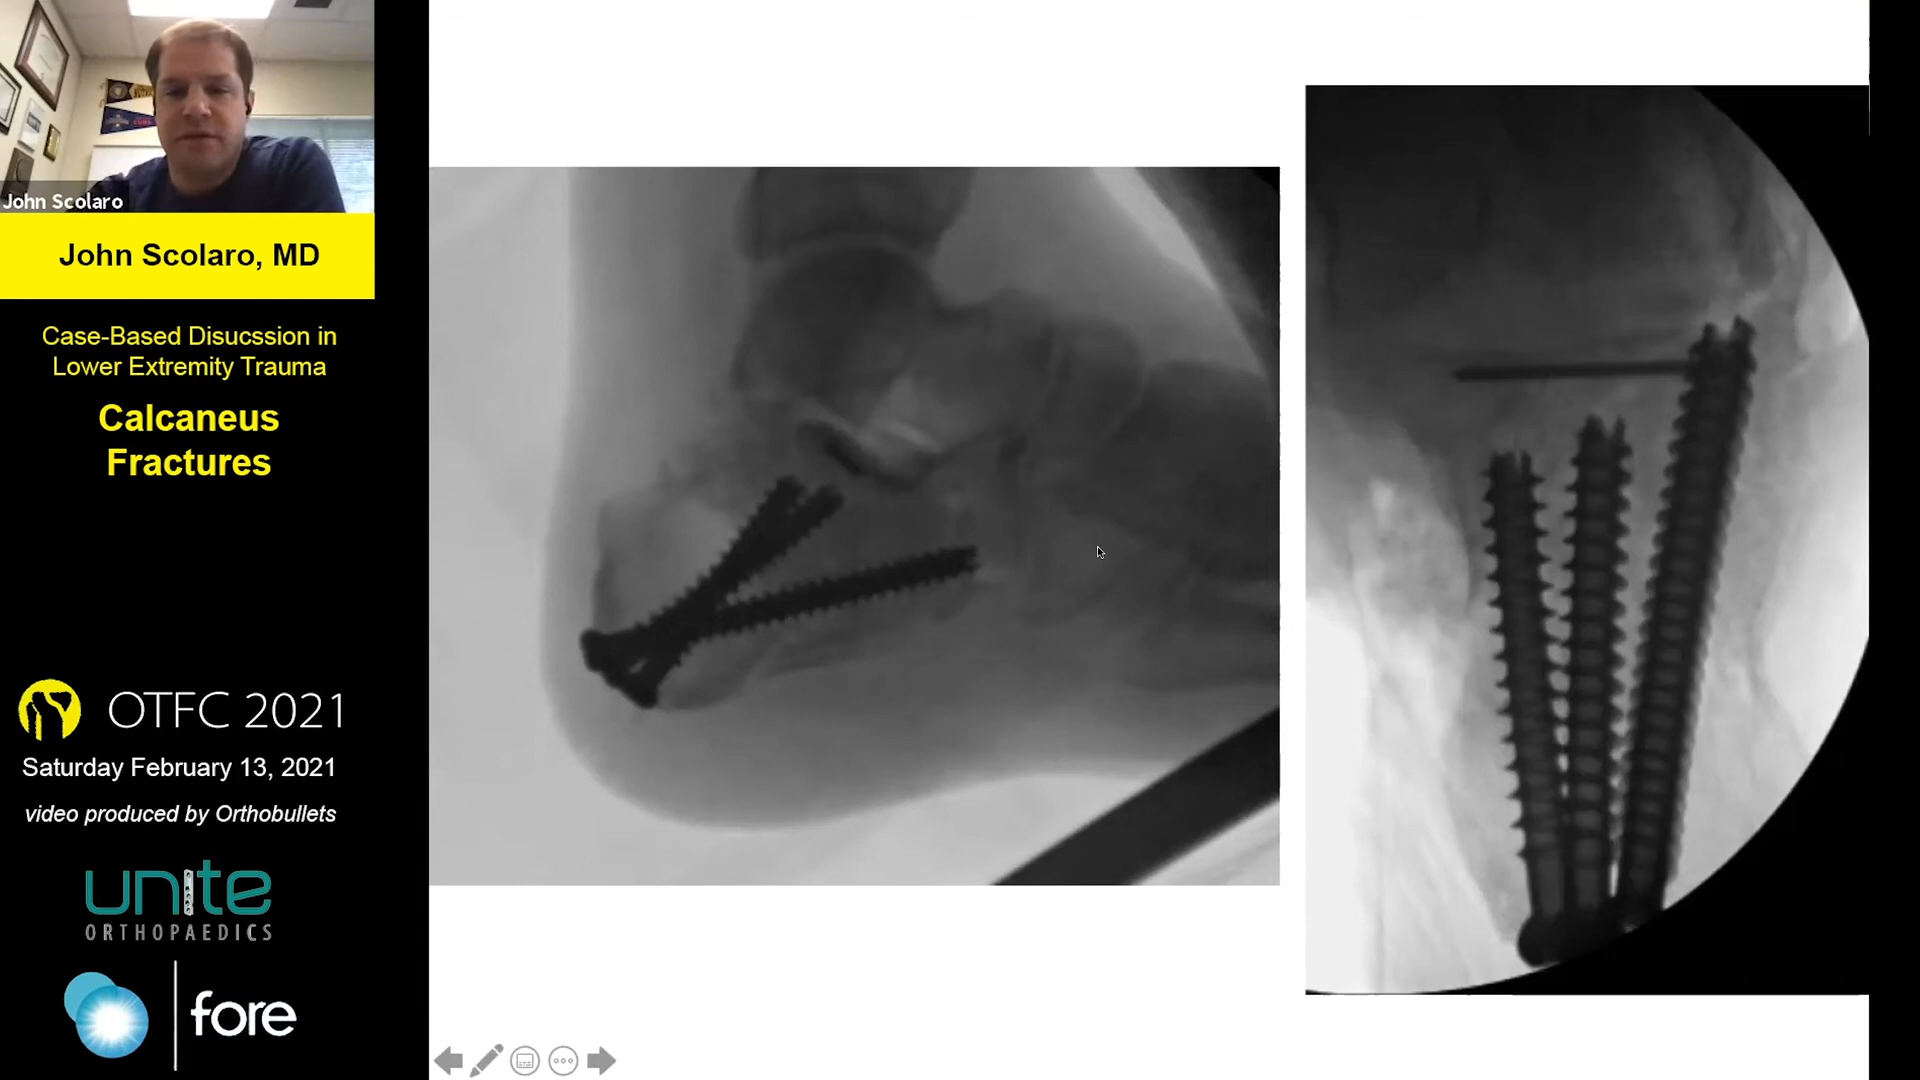 John Scolaro
John Scolaro, MD
Case-Based Disucssion in
Lower Extremity Trauma
Calcaneus
Fractures
OTFC 2021
Saturday February 13, 2021
video produced by Orthobullets
unite
ORTHOPAEDICS
fore